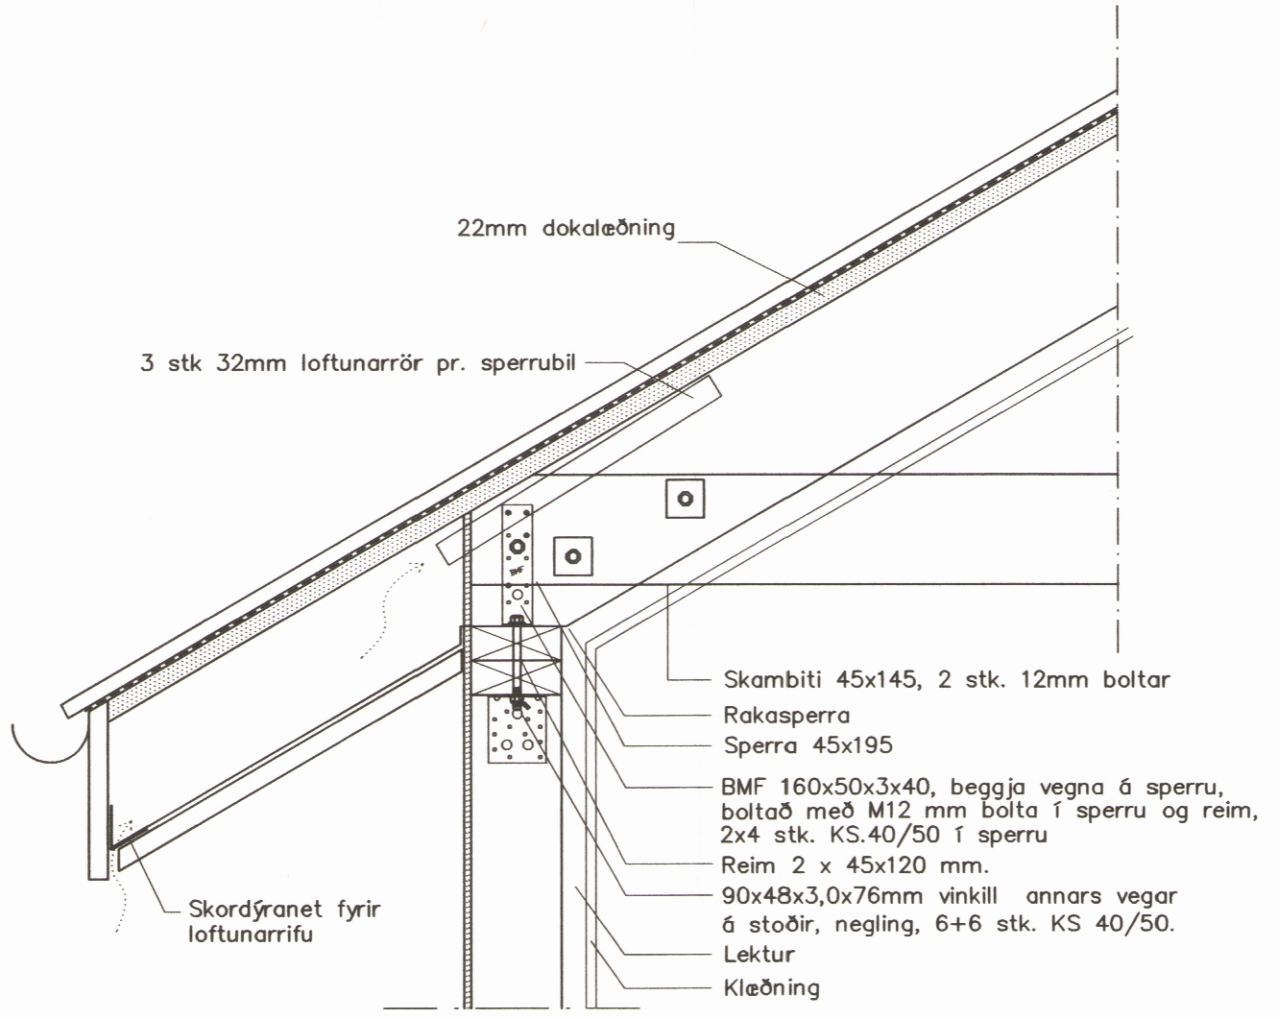 22mm dokalæðning
3 stk 32mm loftunarrör pr. sperrubil
BMF
Skambiti 45x145, 2 stk. 12mm boltar
Rakasperra
Sperra 45x195
BMF 160x50x3x40, beggja vegna á sperru,
boltað með M12 mm bolta í sperru og reim,
2x4 stk. KS.40/50 í sperru
Reim 2 x 45x120 mm.
90x48x3,0x76mm vinkill annars vegar
á stoðir, negling, 6+6 stk. KS 40/50.
Lektur
Klæðning
Skordýranet fyrir
loftunarrifu